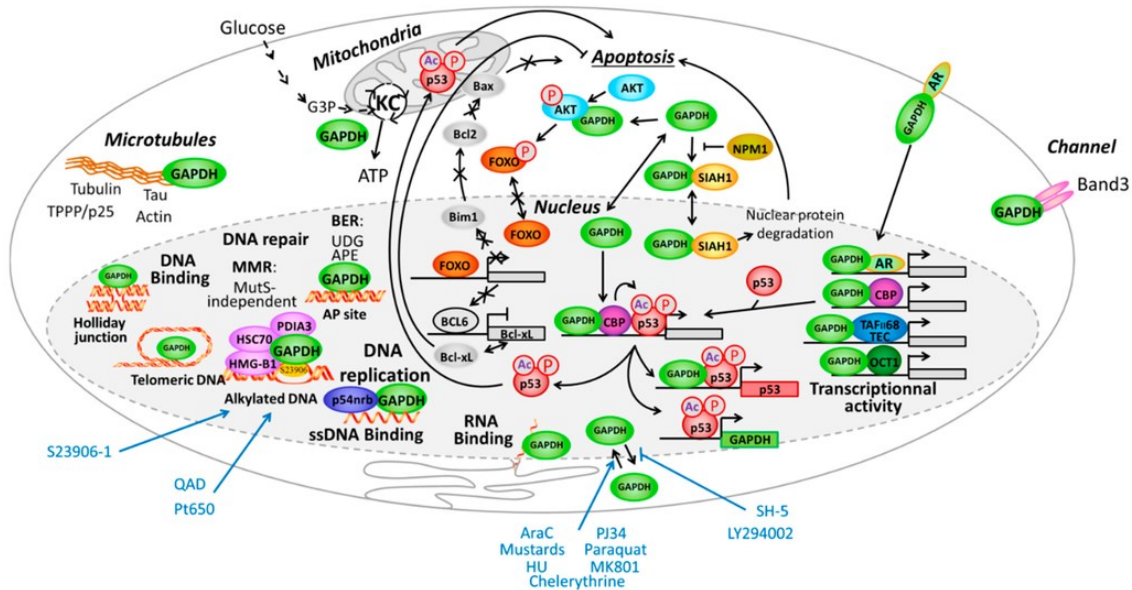 Glucose
Mitochondria
Ac P
p53
Apoptosis
G3P
KC
GAPDH
ATP
Bax
Bcl2
Bim1
P
AKT
AKT
GAPDH
GAPDH
NPM1
FOXO P
GAPDH SIAH1
AR
GAPDH
Channel
Band3
GAPDH
Microtubules
GAPDH
Tubulin
TPPP/p25
Tau
Actin
Nucleus
FOXO
GAPDH
GAPDH SIAH1
Nuclear protein
degradation
DNA repair
BER:
UDG
APE
GAPDH
AP site
MMR:
MutS-
independent
GAPDH
DNA
Binding
Holliday
junction
GAPDH
Telomeric DNA
PDIA3
HSC70
GAPDH
HMG-B1
S23906
Alkylated DNA
FOXO
BCL6
Bcl-xL
Bcl-xL
DNA
replication
p54nrb GAPDH
ssDNA Binding
GAPDH CBP
Ac P
p53
p53
Ac P
p53
GAPDH
Ac P
p53
p53
Ac P
p53
GAPDH
GAPDH AR
GAPDH CBP
GAPDH TAFII68
TEC
GAPDH OCT1
Transcriptionnal
activity
RNA
Binding
GAPDH
GAPDH
GAPDH
S23906-1
QAD
Pt650
AraC
Mustards
HU
Chelerythrine
PJ34
Paraquat
MK801
SH-5
LY294002